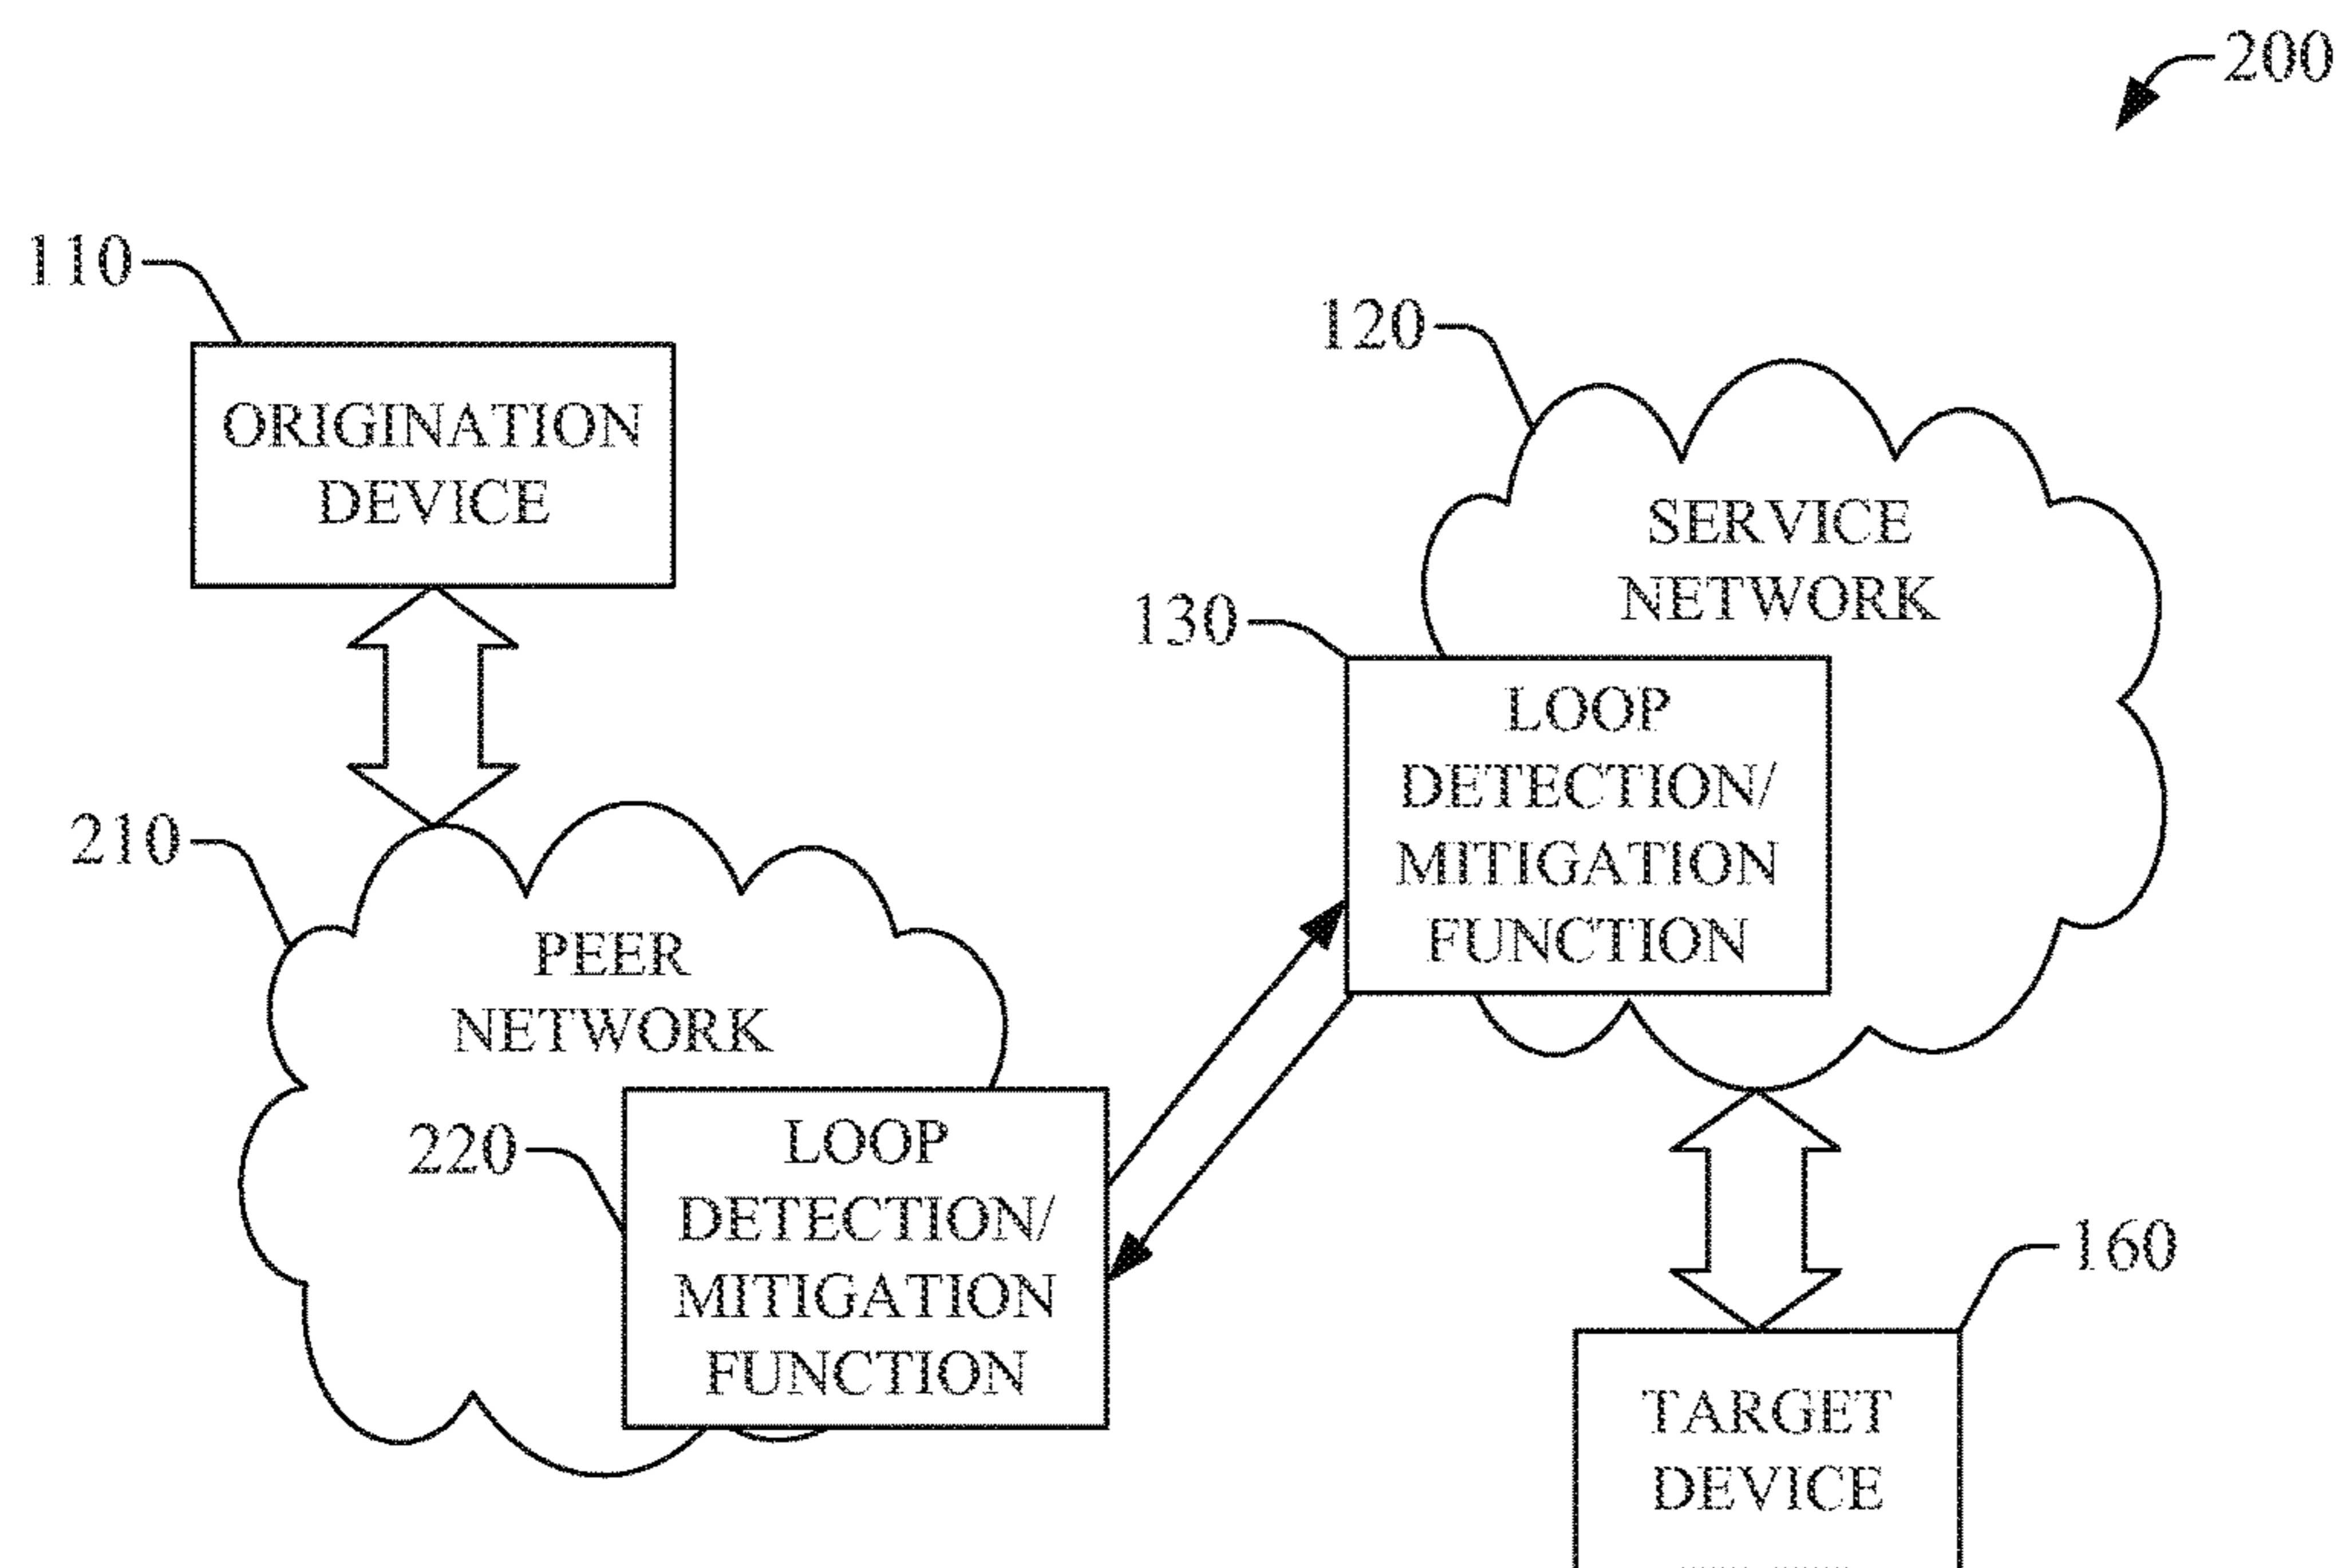 200
110
ORIGINATION
DEVICE
120
SERVICE
NETWORK
130
LOOP
DETECTION/
MITIGATION
FUNCTION
210
PEER
NETWORK
220
LOOP
DETECTION/
MITIGATION
FUNCTION
160
TARGET
DEVICE